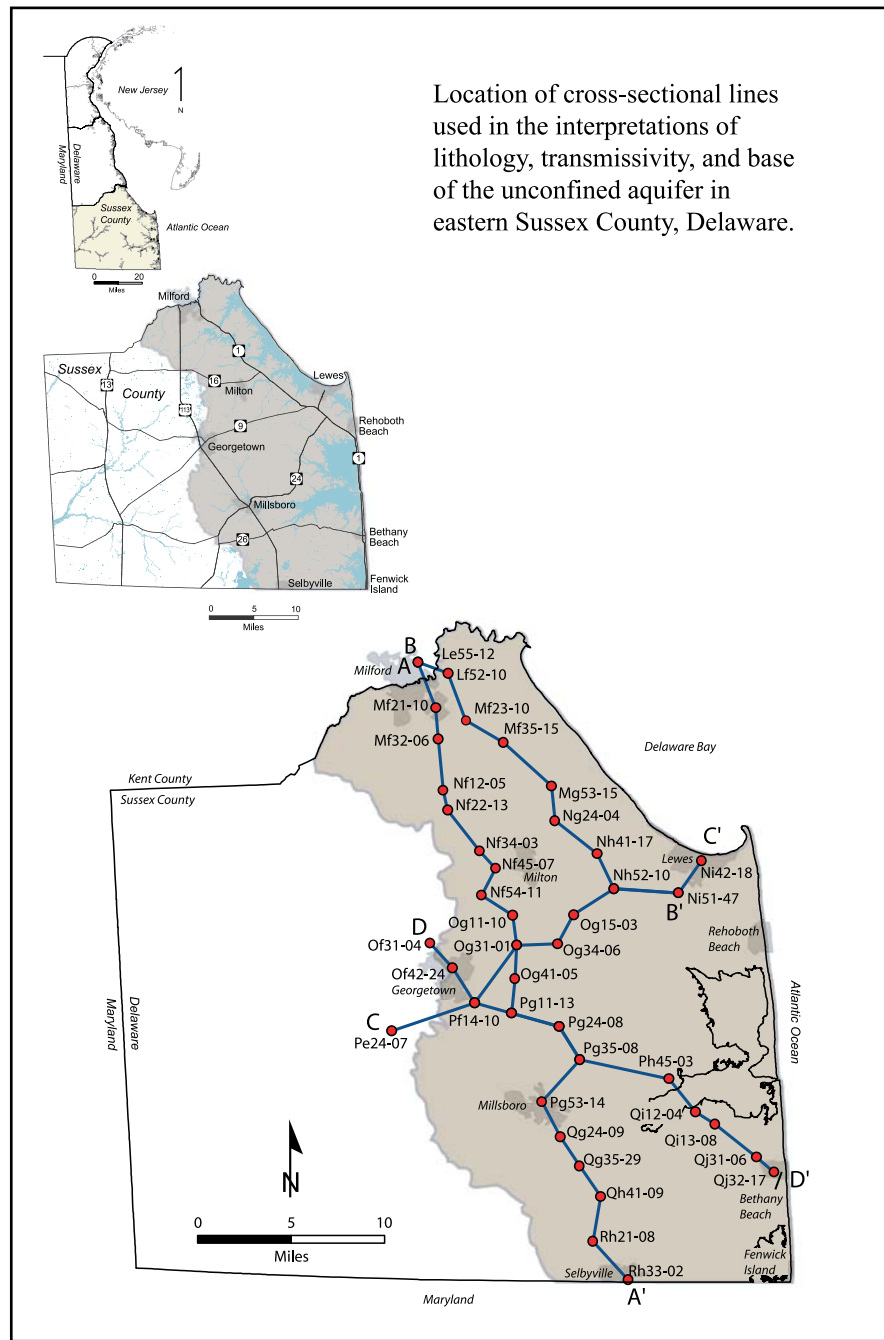 Location of cross-sectional lines
used in the interpretations of
lithology, transmissivity, and base
of the unconfined aquifer in
eastern Sussex County, Delaware.
New Jersey
N
Maryland
Delaware
Sussex
County
Atlantic Ocean
0 20
Miles
Milford
1
Sussex
13
16
Milton
Lewes
County
113
9
Rehoboth
Beach
Georgetown
1
24
Millsboro
Bethany
Beach
26
Selbyville
Fenwick
Island
0 5 10
Miles
B
A
Le55-12
Milford
Lf52-10
Mf21-10
Mf23-10
Mf32-06
Mf35-15
Delaware Bay
Kent County
Sussex County
Nf12-05
Mg53-15
Nf22-13
Ng24-04
Nf34-03
Nh41-17
C'
Nf45-07
Milton
Lewes
Ni42-18
Nf54-11
Nh52-10
Ni51-47
B'
Og11-10
Og15-03
D
Of31-04
Og31-01
Og34-06
Rehoboth
Beach
Of42-24
Georgetown
Og41-05
Maryland
Delaware
Atlantic Ocean
C
Pf14-10
Pg11-13
Pg24-08
Pe24-07
Pg35-08
Ph45-03
Millsboro
Pg53-14
Qi12-04
Qg24-09
Qi13-08
Qg35-29
Qj31-06
Qj32-17
D'
Qh41-09
Bethany
Beach
N
0 5 10
Miles
Rh21-08
Fenwick
Island
Selbyville
Rh33-02
Maryland
A'